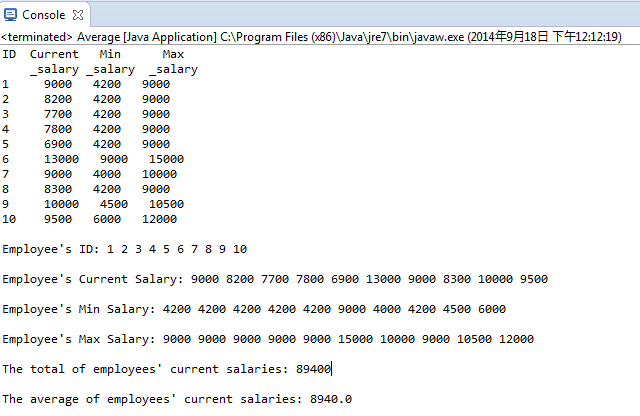 Console
<terminated> Average [Java Application] C:\Program Files (x86)\Java\jre7\bin\javaw.exe (2014年9月18日 下午12:12:19)
ID Current Min Max
_salary _salary _salary
1 9000 4200 9000
2 8200 4200 9000
3 7700 4200 9000
4 7800 4200 9000
5 6900 4200 9000
6 13000 9000 15000
7 9000 4000 10000
8 8300 4200 9000
9 10000 4500 10500
10 9500 6000 12000
Employee's ID: 1 2 3 4 5 6 7 8 9 10
Employee's Current Salary: 9000 8200 7700 7800 6900 13000 9000 8300 10000 9500
Employee's Min Salary: 4200 4200 4200 4200 4200 9000 4000 4200 4500 6000
Employee's Max Salary: 9000 9000 9000 9000 9000 15000 10000 9000 10500 12000
The total of employees' current salaries: 89400
The average of employees' current salaries: 8940.0